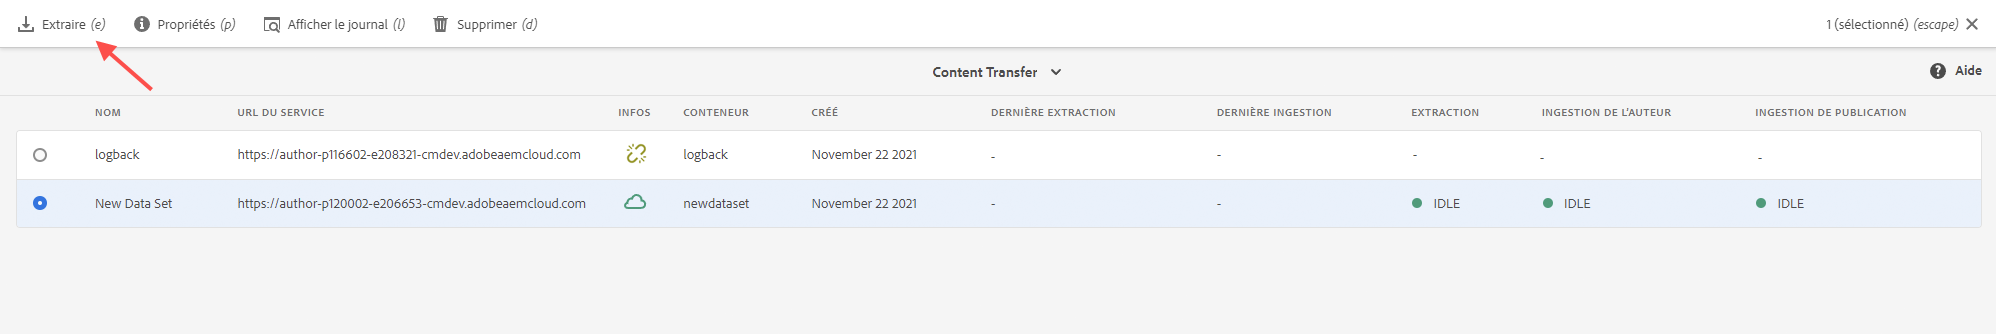 Extraire (e) Propriétés (p) Afficher le journal (l) Supprimer (d) 1 (sélectionné) (escape)
Content Transfer Aide
NOM URL DU SERVICE INFOS CONTENEUR CRÉÉ DERNIÈRE EXTRACTION DERNIÈRE INGESTION EXTRACTION INGESTION DE L'AUTEUR INGESTION DE PUBLICATION
logback https://author-p116602-e208321-cmdev.adobeaemcloud.com logback November 22 2021 - - - - -
New Data Set https://author-p120002-e206653-cmdev.adobeaemcloud.com newdataset November 22 2021 - - IDLE IDLE IDLE